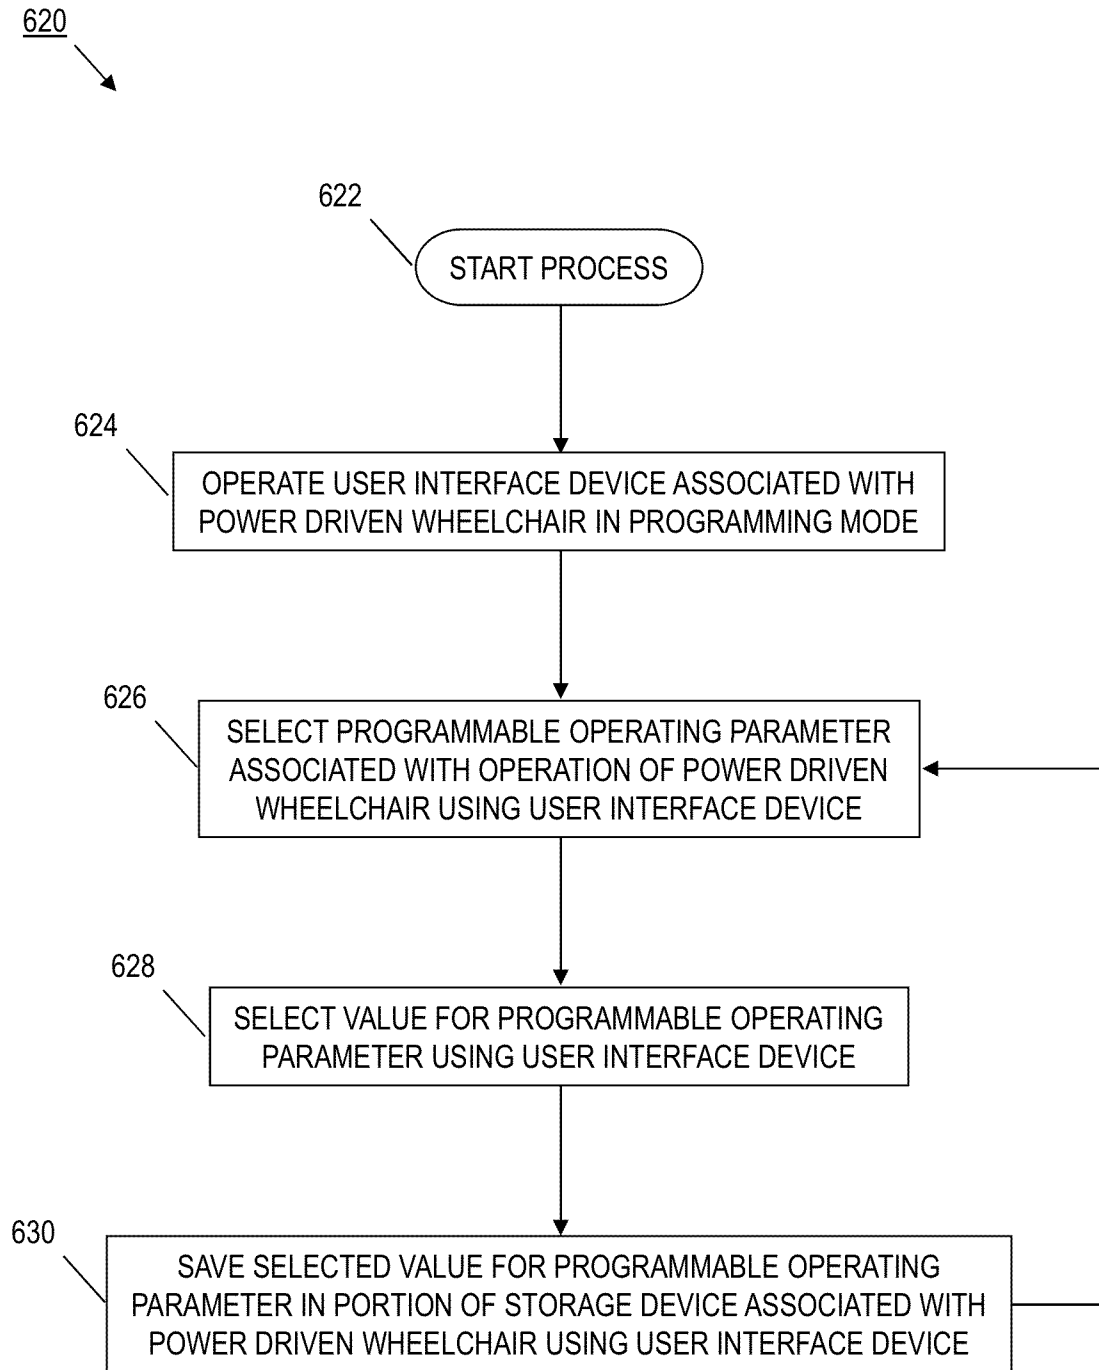 620
622
START PROCESS
624
OPERATE USER INTERFACE DEVICE ASSOCIATED WITH
POWER DRIVEN WHEELCHAIR IN PROGRAMMING MODE
626
SELECT PROGRAMMABLE OPERATING PARAMETER
ASSOCIATED WITH OPERATION OF POWER DRIVEN
WHEELCHAIR USING USER INTERFACE DEVICE
628
SELECT VALUE FOR PROGRAMMABLE OPERATING
PARAMETER USING USER INTERFACE DEVICE
630
SAVE SELECTED VALUE FOR PROGRAMMABLE OPERATING
PARAMETER IN PORTION OF STORAGE DEVICE ASSOCIATED WITH
POWER DRIVEN WHEELCHAIR USING USER INTERFACE DEVICE